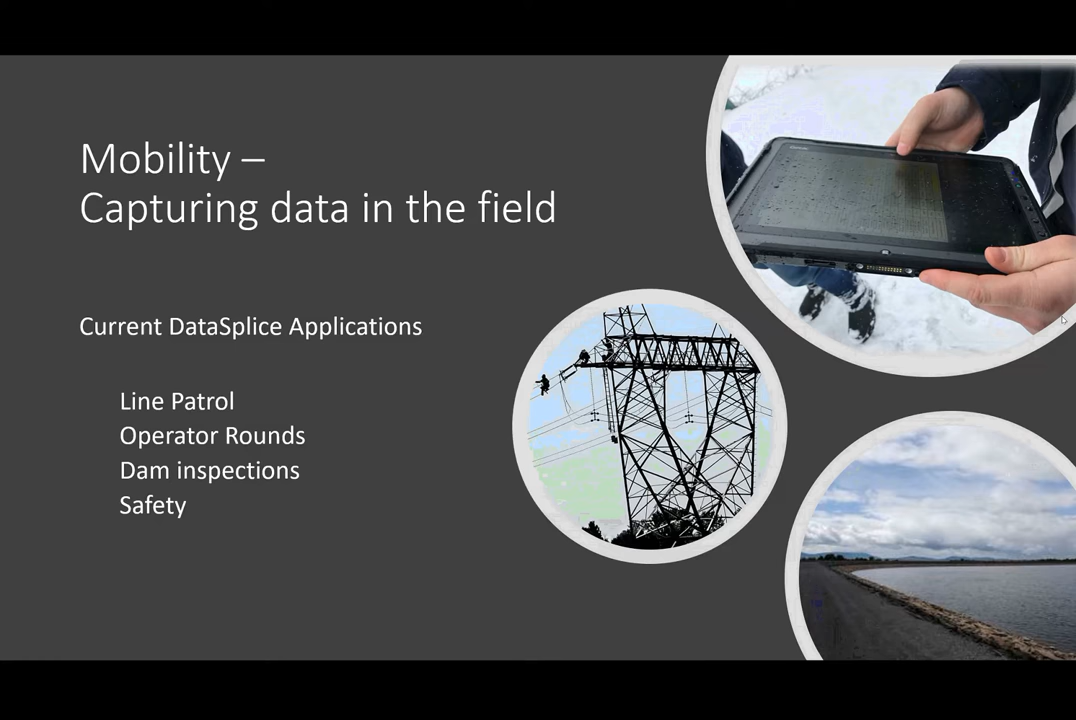 Mobility –
Capturing data in the field
Current DataSplice Applications
Line Patrol
Operator Rounds
Dam inspections
Safety